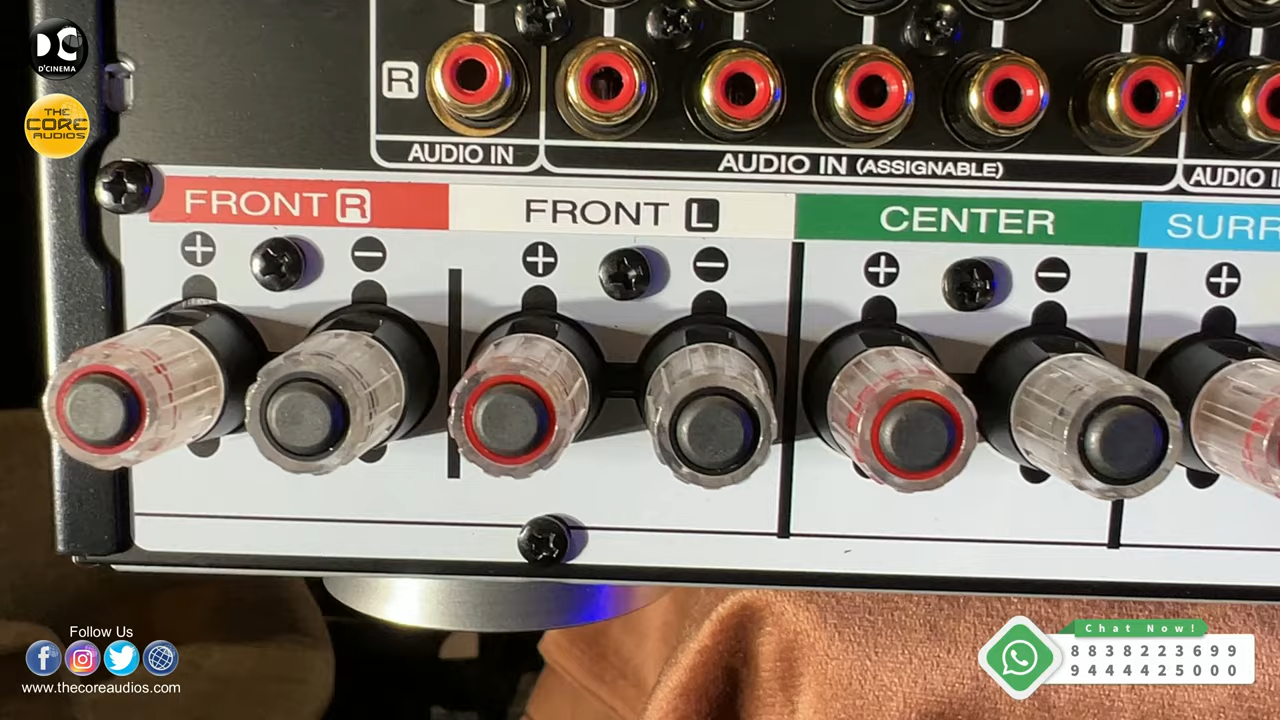 DC
D'CINEMA
THE
CORE
AUDIOS
R
AUDIO IN
AUDIO IN (ASSIGNABLE)
AUDIO I
FRONT R
FRONT L
CENTER
SURR
+ − + − + − +
Follow Us
www.thecoreaudios.com
Chat Now!
8838223699
9444425000